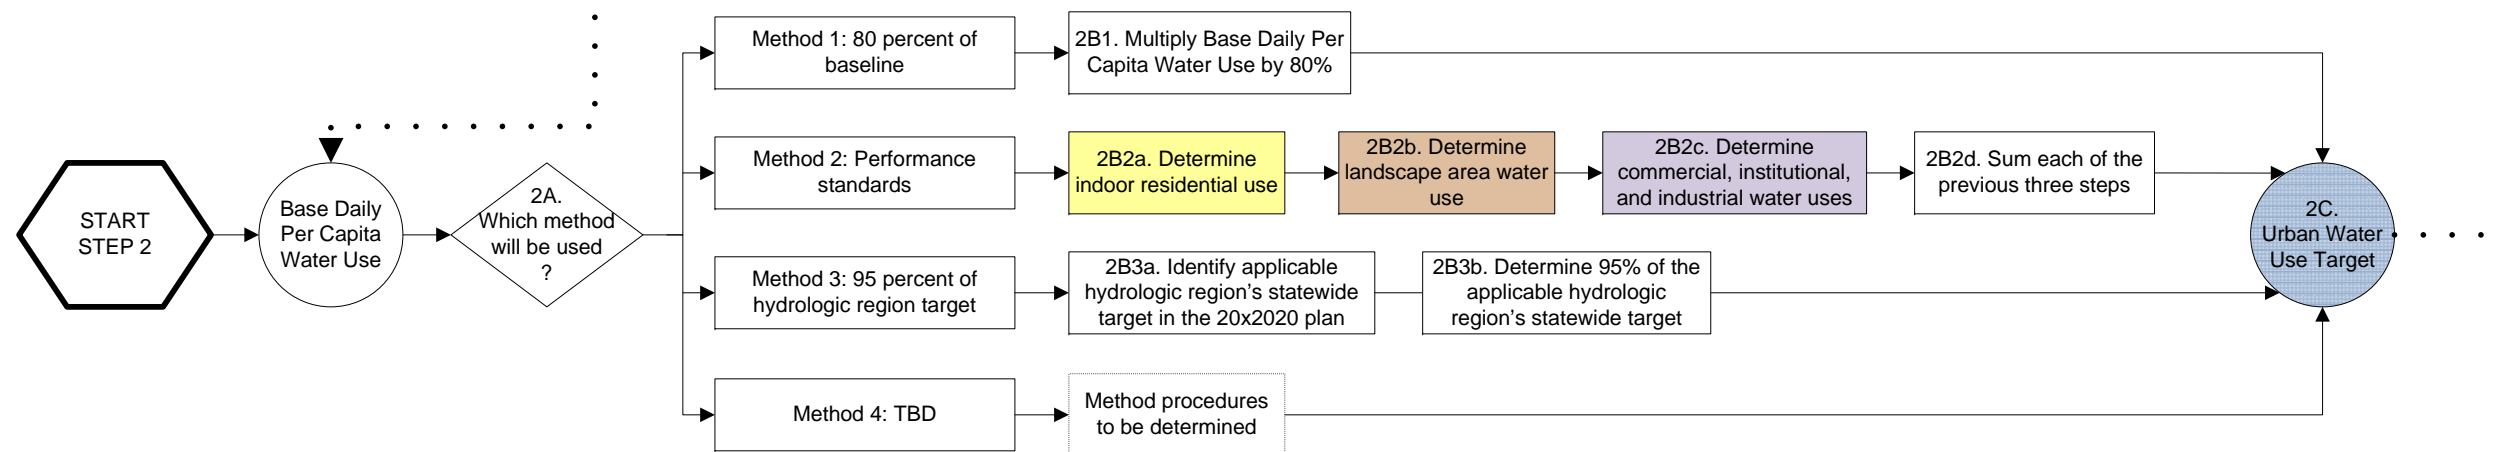 START
STEP 2
Base Daily
Per Capita
Water Use
2A.
Which method
will be used
?
Method 1: 80 percent of
baseline
2B1. Multiply Base Daily Per
Capita Water Use by 80%
Method 2: Performance
standards
2B2a. Determine
indoor residential use
2B2b. Determine
landscape area water
use
2B2c. Determine
commercial, institutional,
and industrial water uses
2B2d. Sum each of the
previous three steps
Method 3: 95 percent of
hydrologic region target
2B3a. Identify applicable
hydrologic region’s statewide
target in the 20x2020 plan
2B3b. Determine 95% of the
applicable hydrologic
region’s statewide target
Method 4: TBD
Method procedures
to be determined
2C.
Urban Water
Use Target